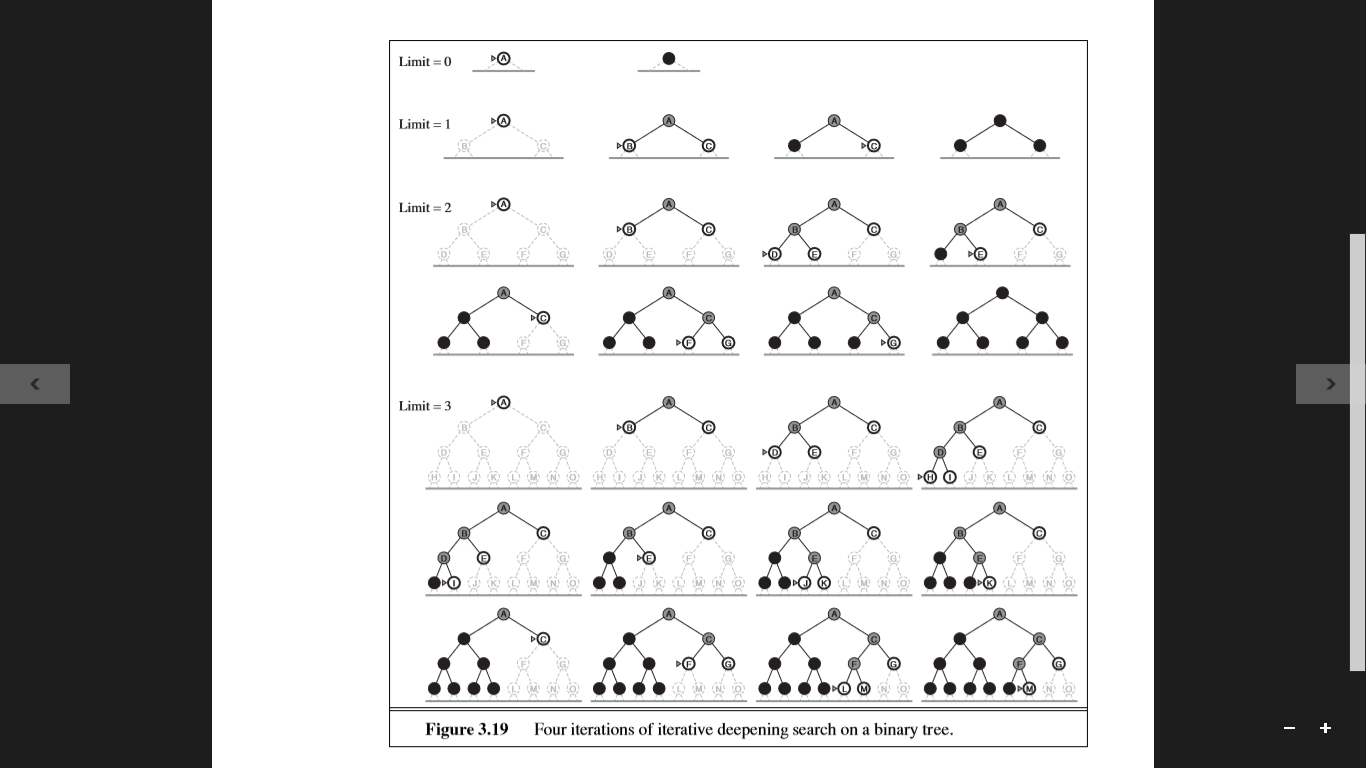 Limit = 0 A
Limit = 1 A A A
B C B C C
Limit = 2 A A A A
B C B C B C B C
D E F G D E F G D E F G E F G
A A A
C C C
F G F G G
Limit = 3 A A A A
B C B C B C B C
D E F G D E F G D E F G D E F G
H I J K L M N O H I J K L M N O H I J K L M N O H I J K L M N O
A A A A
B C B C B C B C
D E F G E F G E F G E F G
I J K L M N O J K L M N O J K L M N O K L M N O
A A A A
C C C C
F G F G F G F G
L M N O L M N O L M N O M N O
Figure 3.19 Four iterations of iterative deepening search on a binary tree.